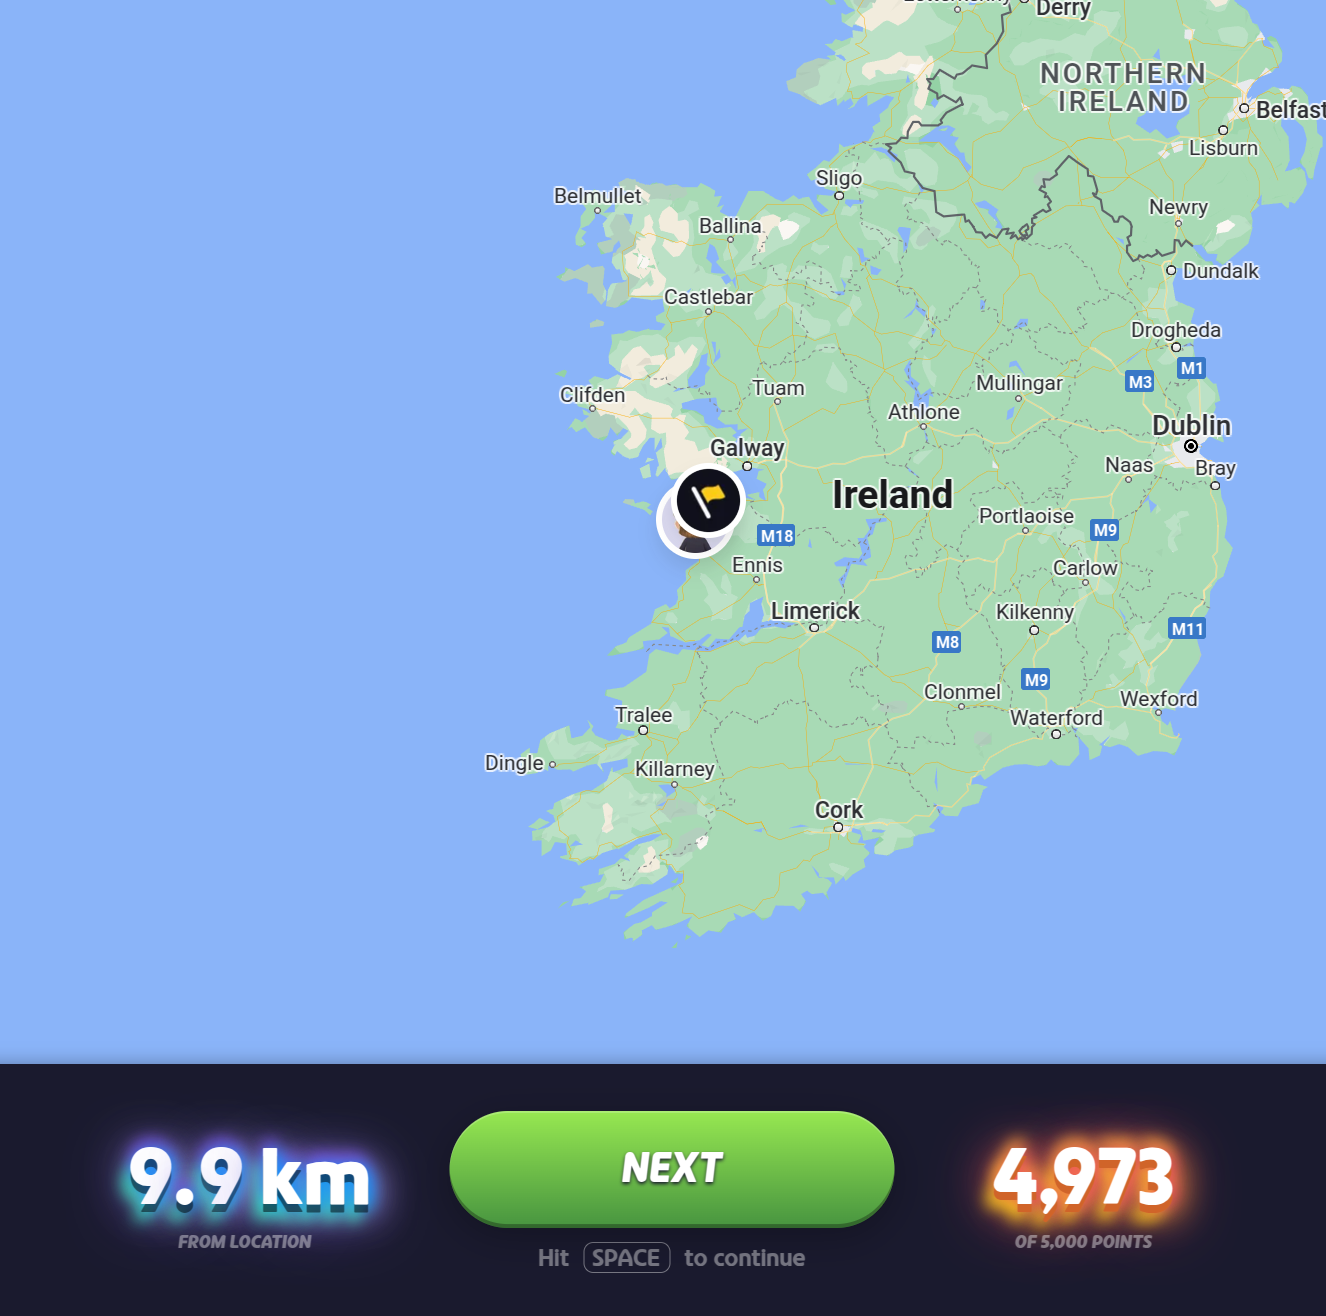 Derry
NORTHERN
IRELAND
Belfast
Lisburn
Sligo
Belmullet
Newry
Ballina
Dundalk
Castlebar
Drogheda
M1
M3
Mullingar
Tuam
Clifden
Athlone
Dublin
Galway
Naas
Bray
Ireland
Portlaoise
M9
M18
Ennis
Carlow
Limerick
Kilkenny
M11
M8
M9
Clonmel
Wexford
Tralee
Waterford
Dingle
Killarney
Cork
9.9 km
FROM LOCATION
NEXT
Hit SPACE to continue
4,973
OF 5,000 POINTS